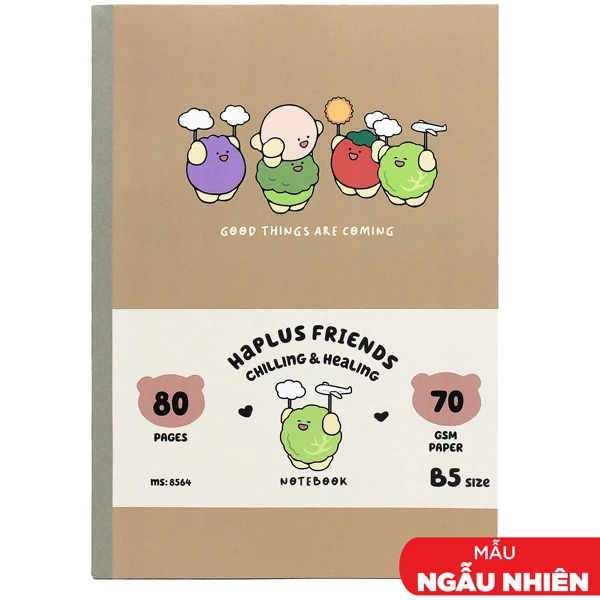 GOOD THINGS ARE COMING
HAPLUS FRIENDS
CHILLING & HEALING
80
PAGES
70
GSM
PAPER
ms: 8564
NOTEBOOK
B5 SIZE
MẪU
NGẪU NHIÊN